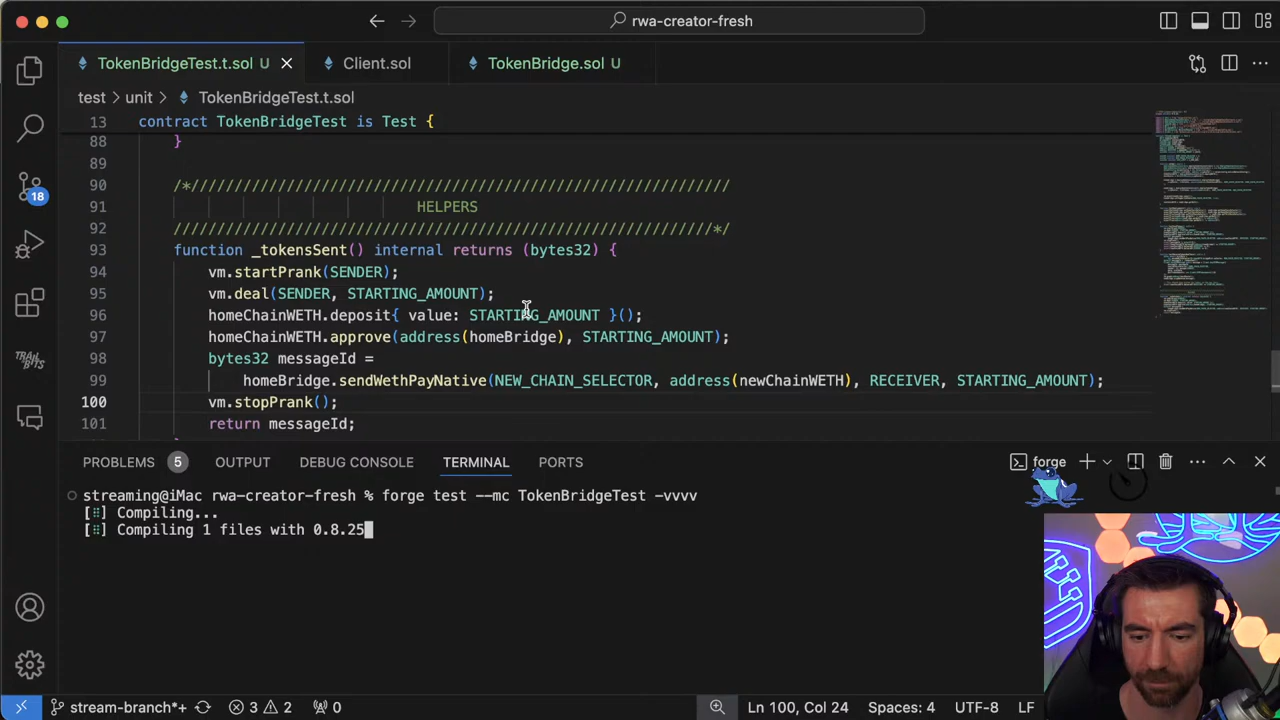 rwa-creator-fresh
TokenBridgeTest.t.sol U
Client.sol
TokenBridge.sol U
test > unit > TokenBridgeTest.t.sol
13 contract TokenBridgeTest is Test {
88 }
89
90 /*////////////////////////////////////////////////////////////////
91 HELPERS
92 ////////////////////////////////////////////////////////////////*/
93 function _tokensSent() internal returns (bytes32) {
94 vm.startPrank(SENDER);
95 vm.deal(SENDER, STARTING_AMOUNT);
96 homeChainWETH.deposit{ value: STARTING_AMOUNT }();
97 homeChainWETH.approve(address(homeBridge), STARTING_AMOUNT);
98 bytes32 messageId =
99 homeBridge.sendWethPayNative(NEW_CHAIN_SELECTOR, address(newChainWETH), RECEIVER, STARTING_AMOUNT);
100 vm.stopPrank();
101 return messageId;
18
PROBLEMS 5 OUTPUT DEBUG CONSOLE TERMINAL PORTS
forge
streaming@iMac rwa-creator-fresh % forge test --mc TokenBridgeTest -vvvv
[⠃] Compiling...
[⠃] Compiling 1 files with 0.8.25
stream-branch*+ 3 2 0
Ln 100, Col 24 Spaces: 4 UTF-8 LF